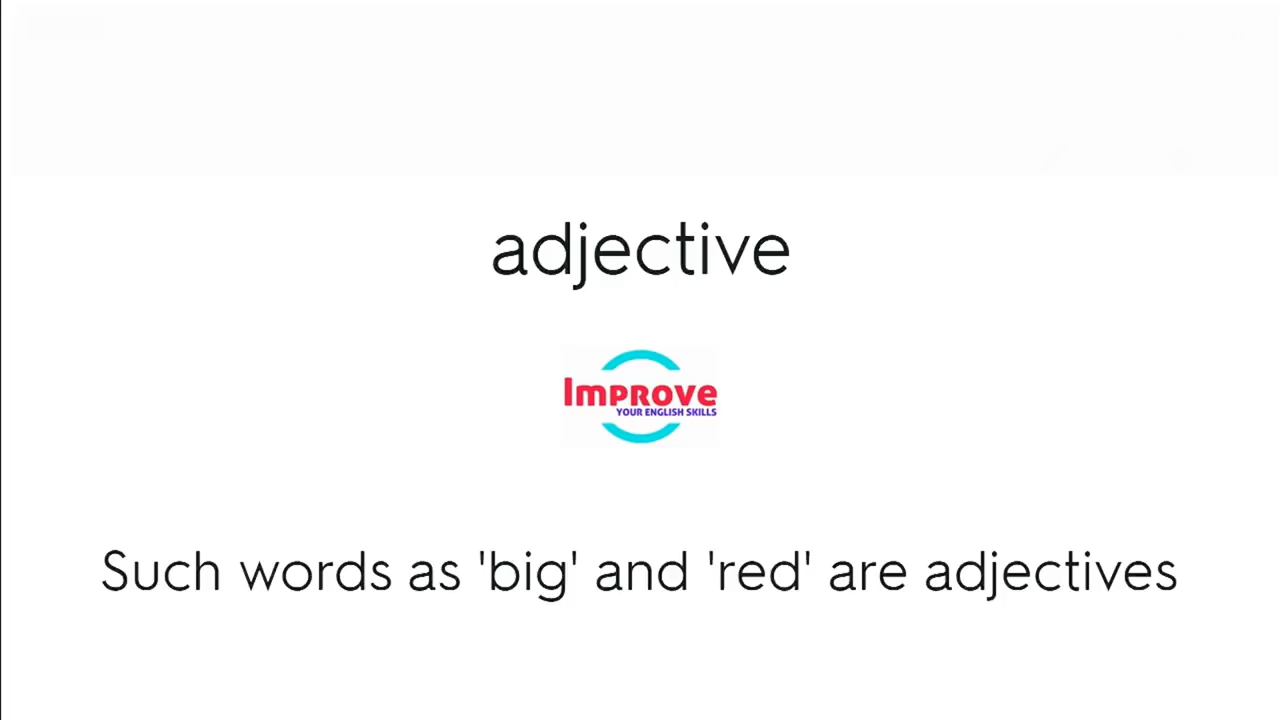 adjective
Improve
YOUR ENGLISH SKILLS
Such words as 'big' and 'red' are adjectives